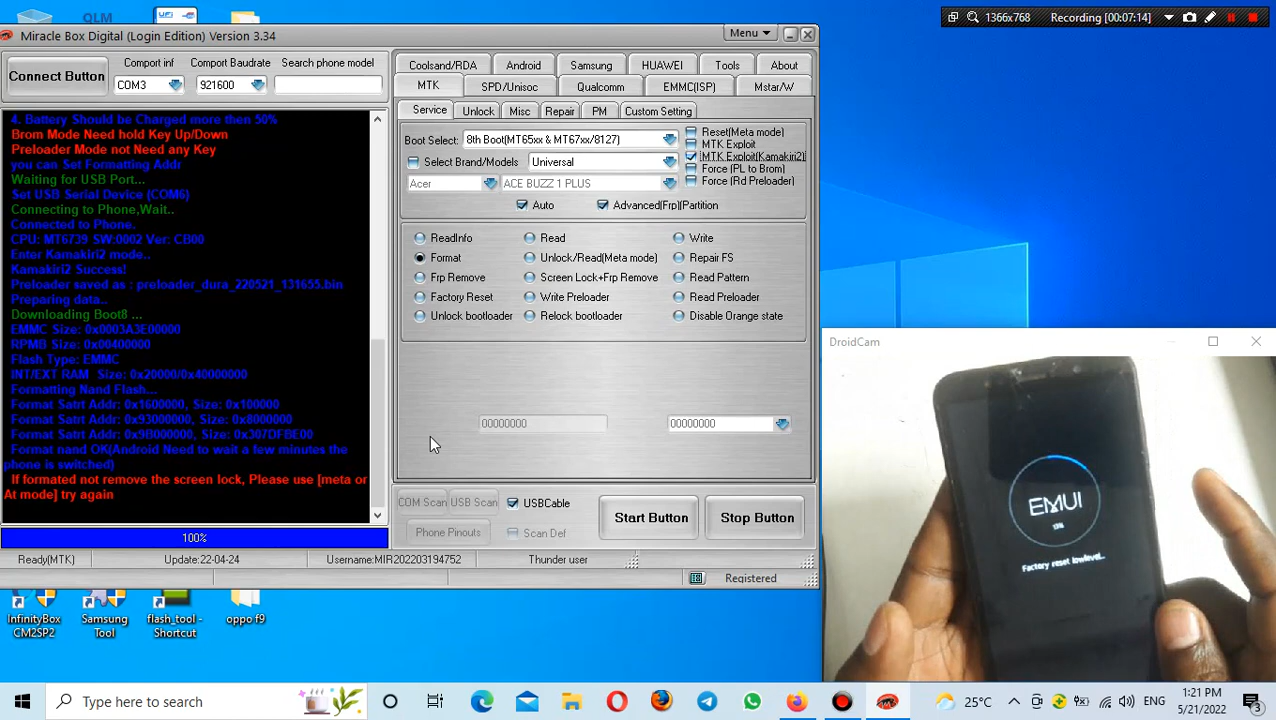 QLM
UFi
1366x768 Recording [00:07:14]
Miracle Box Digital (Login Edition) Version 3.34
Menu
Connect Button
Comport inf
Comport Baudrate
Search phone model
COM3
921600
Coolsand/RDA
Android
Samsung
HUAWEI
Tools
About
MTK
SPD/Unisoc
Qualcomm
EMMC(ISP)
Mstar/W
Service
Unlock
Misc
Repair
PM
Custom Setting
4. Battery Should be Charged more then 50%
Brom Mode Need hold Key Up/Down
Preloader Mode not Need any Key
you can Set Formatting Addr
Waiting for USB Port...
Set USB Serial Device (COM6)
Connecting to Phone,Wait..
Connected to Phone.
CPU: MT6739 SW:0002 Ver: CB00
Enter Kamakiri2 mode..
Kamakiri2 Success!
Preloader saved as : preloader_dura_220521_131655.bin
Preparing data..
Downloading Boot8 ...
EMMC Size: 0x0003A3E00000
RPMB Size: 0x00400000
Flash Type: EMMC
INT/EXT RAM Size: 0x20000/0x40000000
Formatting Nand Flash...
Format Satrt Addr: 0x1600000, Size: 0x100000
Format Satrt Addr: 0x93000000, Size: 0x8000000
Format Satrt Addr: 0x9B000000, Size: 0x307DFBE00
Format nand OK(Android Need to wait a few minutes the
phone is switched)
If formated not remove the screen lock, Please use [meta or
At mode] try again
100%
Boot Select:
8th Boot(MT65xx & MT67xx/8127)
Reset(Meta mode)
MTK Exploit
MTK Exploit(Kamakiri2)
Force (PL to Brom)
Force (Rd Preloader)
Select Brand/Models
Universal
Acer
ACE BUZZ 1 PLUS
Auto
Advanced(Frp)(Partition
ReadInfo
Read
Write
Format
Unlock/Read(Meta mode)
Repair FS
Frp Remove
Screen Lock+Frp Remove
Read Pattern
Factory Reset
Write Preloader
Read Preloader
Unlock bootloader
Relock bootloader
Disable Orange state
00000000
00000000
COM Scan
USB Scan
USBCable
Start Button
Stop Button
Phone Pinouts
Scan Def
Ready(MTK)
Update:22-04-24
Username:MIR202203194752
Thunder user
Registered
DroidCam
EMUI
Factory reset lowlevel...
InfinityBox
CM2SP2
Samsung
Tool
flash_tool -
Shortcut
oppo f9
Type here to search
25°C
ENG
1:21 PM
5/21/2022
3